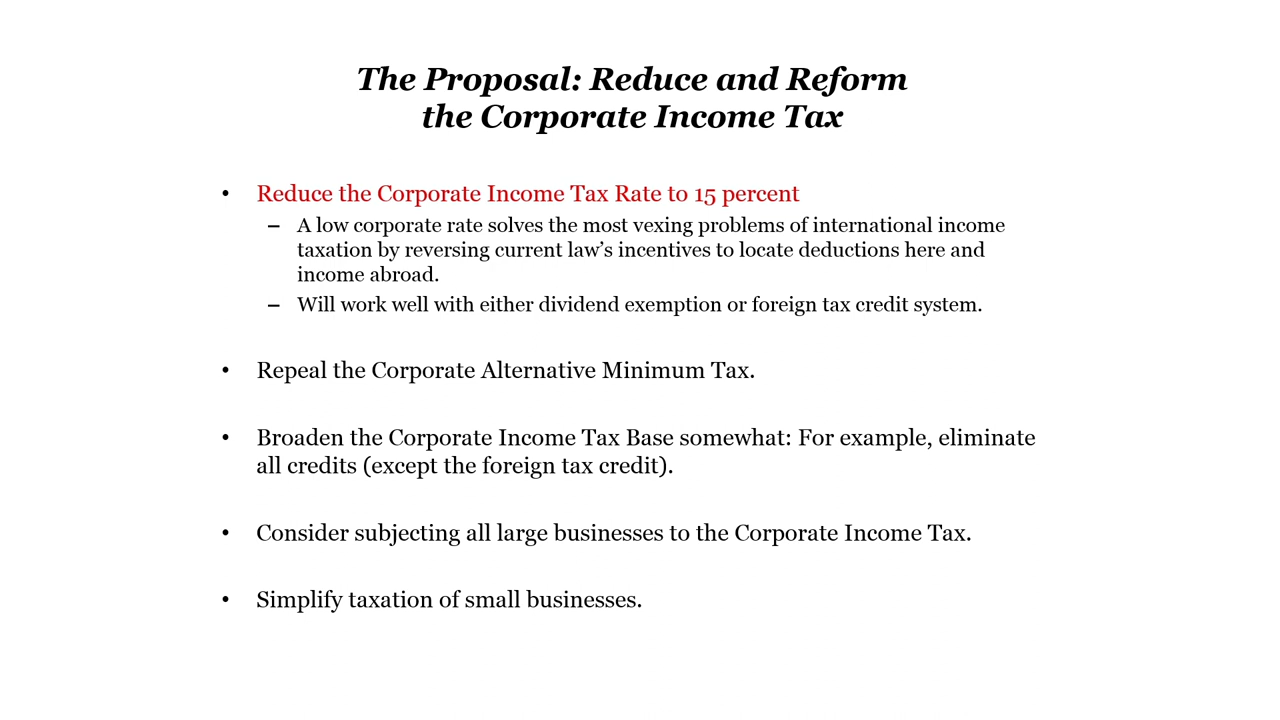 The Proposal: Reduce and Reform
the Corporate Income Tax
• Reduce the Corporate Income Tax Rate to 15 percent
– A low corporate rate solves the most vexing problems of international income
taxation by reversing current law’s incentives to locate deductions here and
income abroad.
– Will work well with either dividend exemption or foreign tax credit system.
• Repeal the Corporate Alternative Minimum Tax.
• Broaden the Corporate Income Tax Base somewhat: For example, eliminate
all credits (except the foreign tax credit).
• Consider subjecting all large businesses to the Corporate Income Tax.
• Simplify taxation of small businesses.